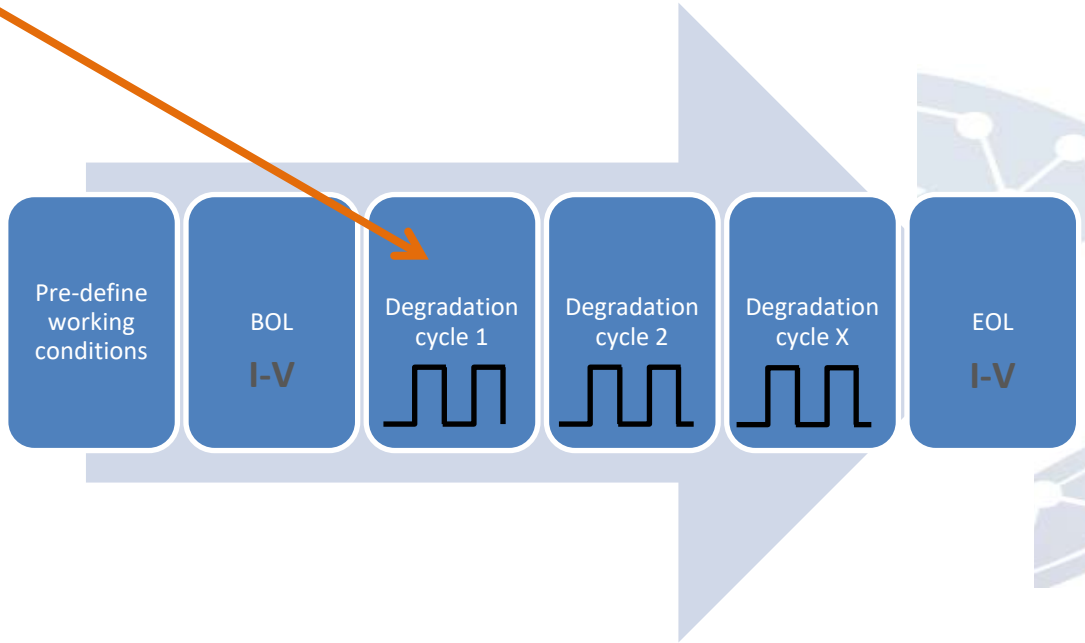 Pre-define
working
conditions
BOL
I-V
Degradation
cycle 1
Degradation
cycle 2
Degradation
cycle X
EOL
I-V